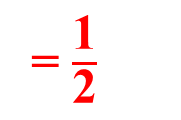 = 1/2